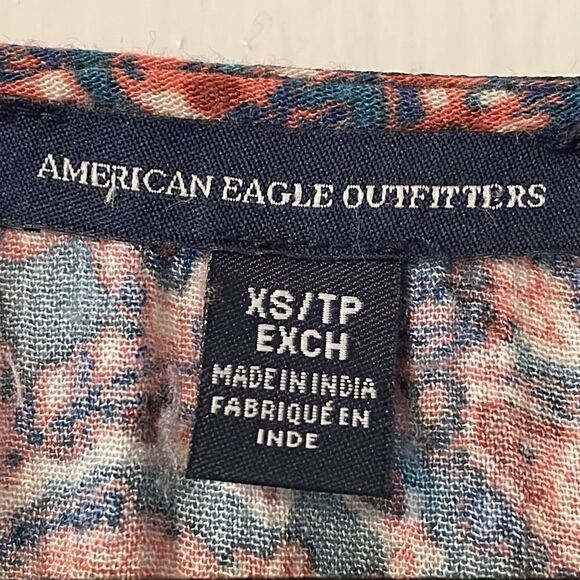 AMERICAN EAGLE OUTFITTERS
XS/TP
EXCH
MADE IN INDIA
FABRIQUÉ EN
INDE